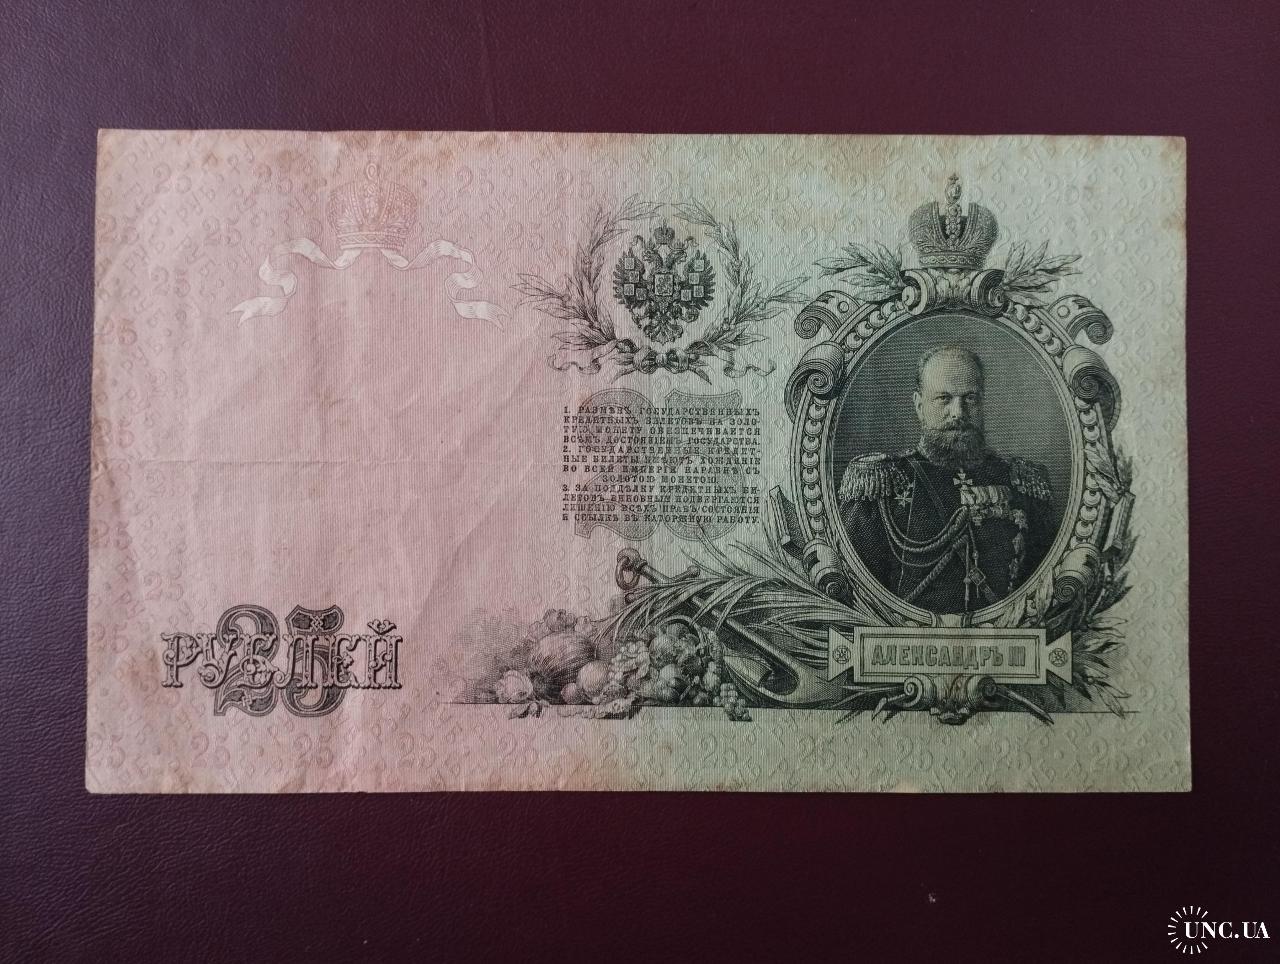 1. РАЗМѢНЪ ГОСУДАРСТВЕННЫХЪ
КРЕДИТНЫХЪ БИЛЕТОВЪ НА ЗОЛО-
ТУЮ МОНЕТУ ОБЕЗПЕЧИВАЕТСЯ
ВСѢМЪ ДОСТОЯНІЕМЪ ГОСУДАРСТВА.
2. ГОСУДАРСТВЕННЫЕ КРЕДИТ-
НЫЕ БИЛЕТЫ ИМѢЮТЪ ХОЖДЕНІЕ
ВО ВСЕЙ ИМПЕРІИ НАРАВНѢ СЪ
ЗОЛОТОЮ МОНЕТОЮ.
3. ЗА ПОДДѢЛКУ КРЕДИТНЫХЪ БИ-
ЛЕТОВЪ ВИНОВНЫЕ ПОДВЕРГАЮТСЯ
ЛИШЕНІЮ ВСѢХЪ ПРАВЪ СОСТОЯНІЯ
И ССЫЛКѢ ВЪ КАТОРЖНУЮ РАБОТУ.
25
25
РУБЛЕЙ
АЛЕКСАНДРЪ III
UNC.UA